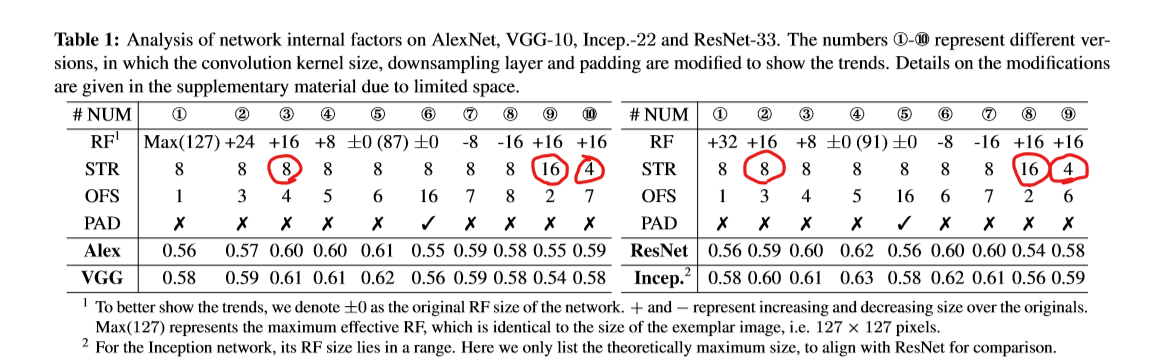 Table 1: Analysis of network internal factors on AlexNet, VGG-10, Incep.-22 and ResNet-33. The numbers ①-⑩ represent different ver-
sions, in which the convolution kernel size, downsampling layer and padding are modified to show the trends. Details on the modifications
are given in the supplementary material due to limited space.
# NUM ① ② ③ ④ ⑤ ⑥ ⑦ ⑧ ⑨ ⑩ # NUM ① ② ③ ④ ⑤ ⑥ ⑦ ⑧ ⑨
RF¹ Max(127) +24 +16 +8 ±0 (87) ±0 -8 -16 +16 +16 RF +32 +16 +8 ±0 (91) ±0 -8 -16 +16 +16
STR 8 8 8 8 8 8 8 8 16 4 STR 8 8 8 8 8 8 8 16 4
OFS 1 3 4 5 6 16 7 8 2 7 OFS 1 3 4 5 16 6 7 2 6
PAD ✗ ✗ ✗ ✗ ✗ ✓ ✗ ✗ ✗ ✗ PAD ✗ ✗ ✗ ✗ ✓ ✗ ✗ ✗ ✗
Alex 0.56 0.57 0.60 0.60 0.61 0.55 0.59 0.58 0.55 0.59 ResNet 0.56 0.59 0.60 0.62 0.56 0.60 0.60 0.54 0.58
VGG 0.58 0.59 0.61 0.61 0.62 0.56 0.59 0.58 0.54 0.58 Incep.² 0.58 0.60 0.61 0.63 0.58 0.62 0.61 0.56 0.59
¹ To better show the trends, we denote ±0 as the original RF size of the network. + and − represent increasing and decreasing size over the originals.
Max(127) represents the maximum effective RF, which is identical to the size of the exemplar image, i.e. 127 × 127 pixels.
² For the Inception network, its RF size lies in a range. Here we only list the theoretically maximum size, to align with ResNet for comparison.